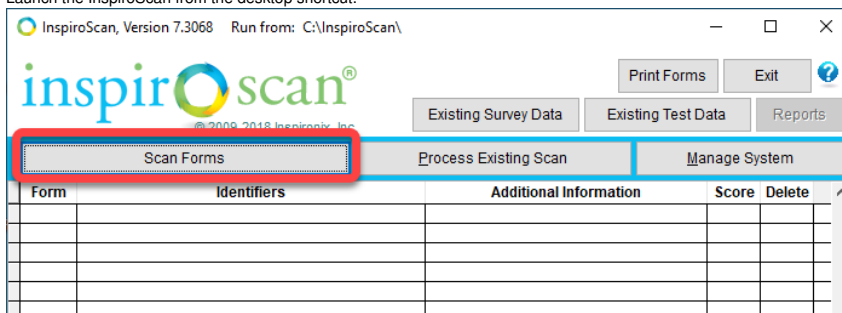 Launch the InspiroScan from the desktop shortcut.
InspiroScan, Version 7.3068 Run from: C:\InspiroScan\
inspiroscan®
© 2009-2018 Inspironix, Inc.
Print Forms Exit
Existing Survey Data Existing Test Data Reports
Scan Forms Process Existing Scan Manage System
Form Identifiers Additional Information Score Delete